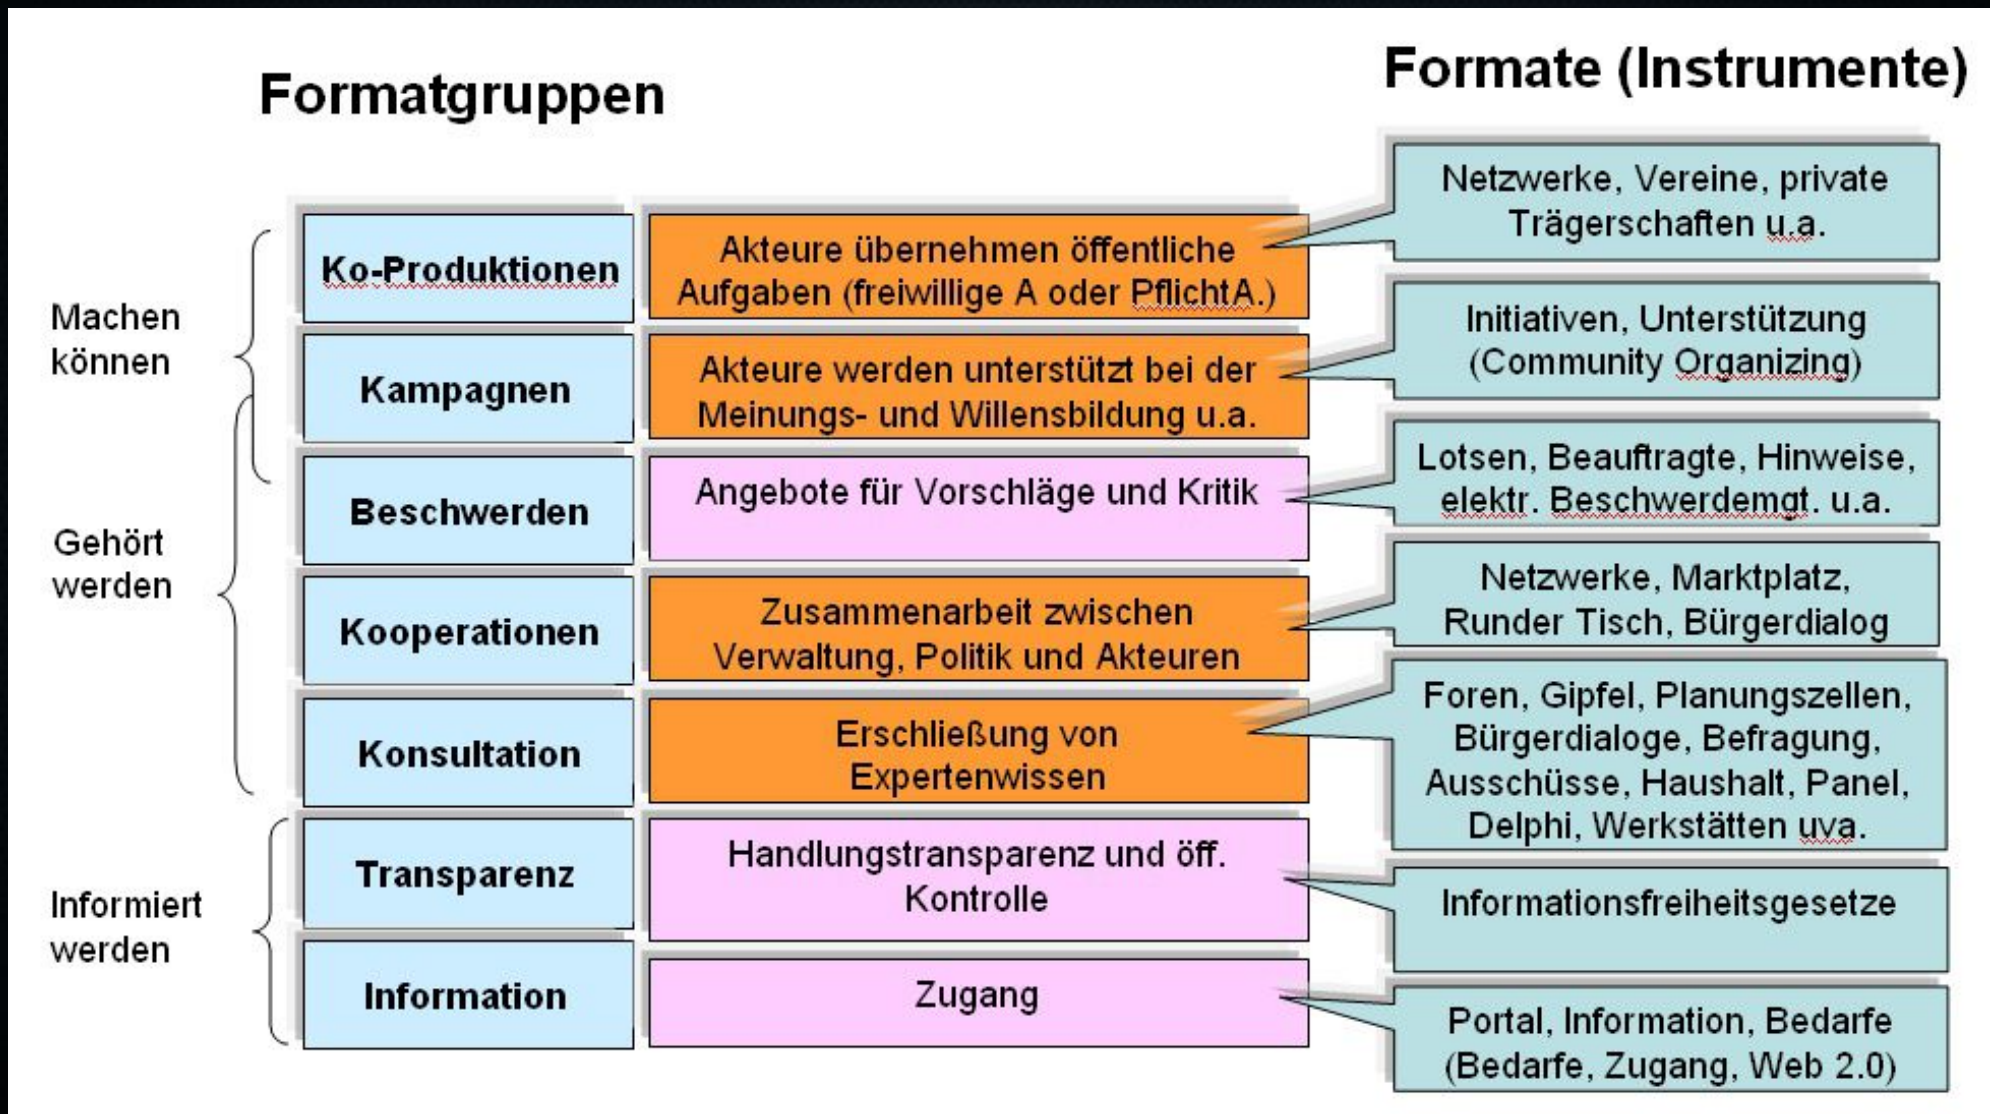 Formatgruppen
Formate (Instrumente)
Machen
können
Gehört
werden
Informiert
werden
Ko-Produktionen
Akteure übernehmen öffentliche
Aufgaben (freiwillige A oder PflichtA.)
Netzwerke, Vereine, private
Trägerschaften u.a.
Kampagnen
Akteure werden unterstützt bei der
Meinungs- und Willensbildung u.a.
Initiativen, Unterstützung
(Community Organizing)
Beschwerden
Angebote für Vorschläge und Kritik
Lotsen, Beauftragte, Hinweise,
elektr. Beschwerdemgt. u.a.
Kooperationen
Zusammenarbeit zwischen
Verwaltung, Politik und Akteuren
Netzwerke, Marktplatz,
Runder Tisch, Bürgerdialog
Konsultation
Erschließung von
Expertenwissen
Foren, Gipfel, Planungszellen,
Bürgerdialoge, Befragung,
Ausschüsse, Haushalt, Panel,
Delphi, Werkstätten uva.
Transparenz
Handlungstransparenz und öff.
Kontrolle
Informationsfreiheitsgesetze
Information
Zugang
Portal, Information, Bedarfe
(Bedarfe, Zugang, Web 2.0)